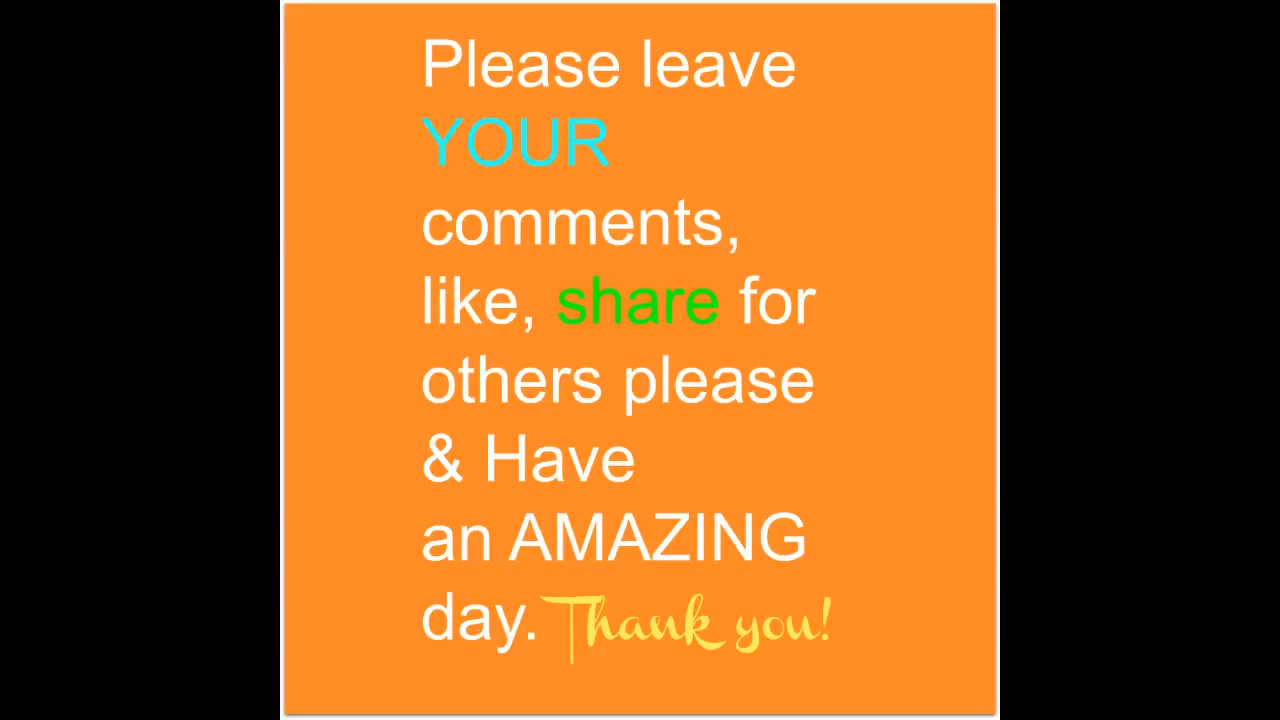 Please leave
YOUR
comments,
like, share for
others please
& Have
an AMAZING
day. Thank you!